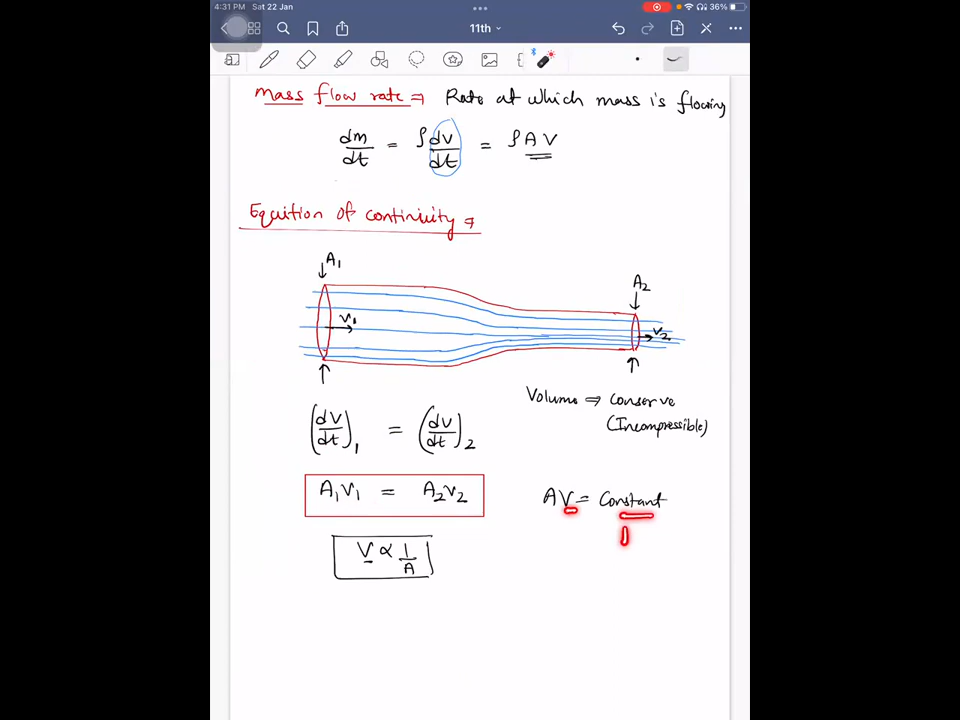 4:31 PM Sat 22 Jan
36%
11th
Mass flow rate ⇒ Rate at which mass is flowing
dm/dt = ρ dv/dt = ρ A V
Equition of continuity ⇒
A1
A2
v1
v2
Volume ⇒ conserve
(Incompressible)
(dv/dt)1 = (dv/dt)2
A1V1 = A2V2
AV = Constant
V ∝ 1/A